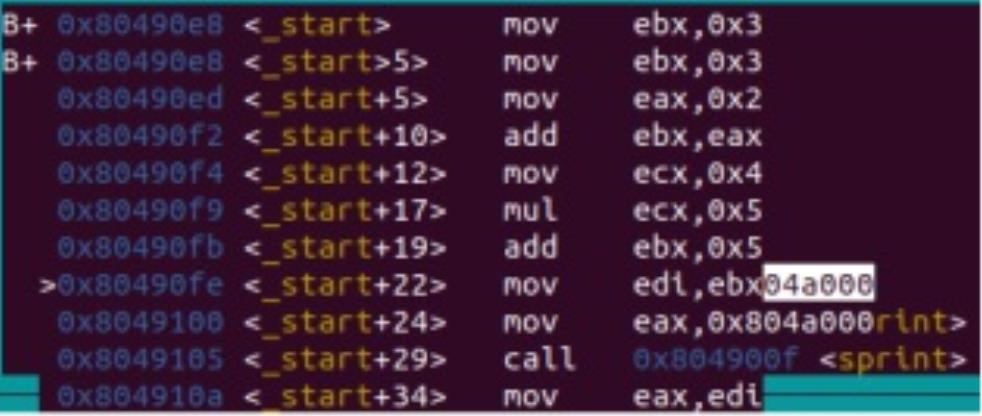 B+ 0x80490e8 <_start> mov ebx,0x3
B+ 0x80490e8 <_start>5> mov ebx,0x3
0x80490ed <_start+5> mov eax,0x2
0x80490f2 <_start+10> add ebx,eax
0x80490f4 <_start+12> mov ecx,0x4
0x80490f9 <_start+17> mul ecx,0x5
0x80490fb <_start+19> add ebx,0x5
>0x80490fe <_start+22> mov edi,ebx04a000
0x8049100 <_start+24> mov eax,0x804a000rint>
0x8049105 <_start+29> call 0x804900f <sprint>
0x804910a <_start+34> mov eax,edi